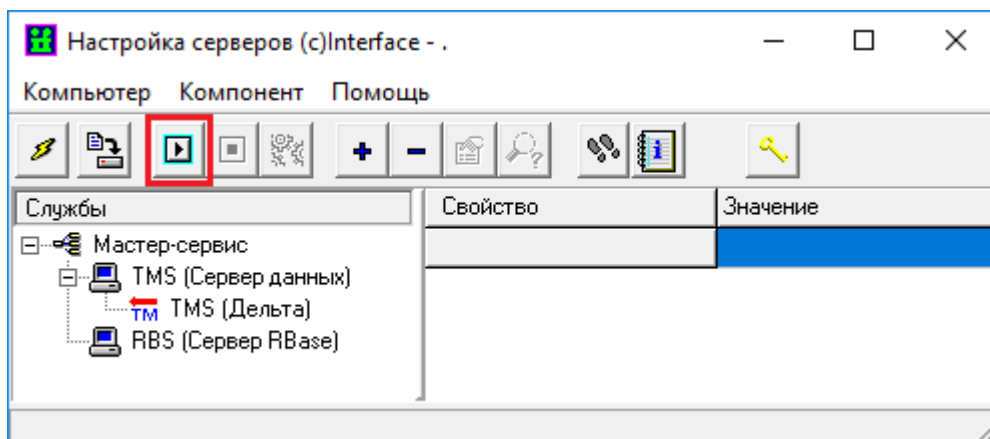 Настройка серверов (c)Interface - .
Компьютер Компонент Помощь
Службы
Свойство
Значение
Мастер-сервис
TMS (Сервер данных)
TM TMS (Дельта)
RBS (Сервер RBase)